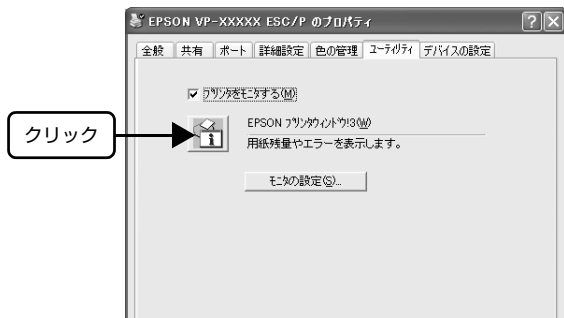 EPSON VP-XXXXX ESC/P のプロパティ
全般 共有 ポート 詳細設定 色の管理 ユーティリティ デバイスの設定
プリンタをモニタする(M)
クリック
EPSON プリンタウィンドウ!3(W)
用紙残量やエラーを表示します。
モニタの設定(S)...